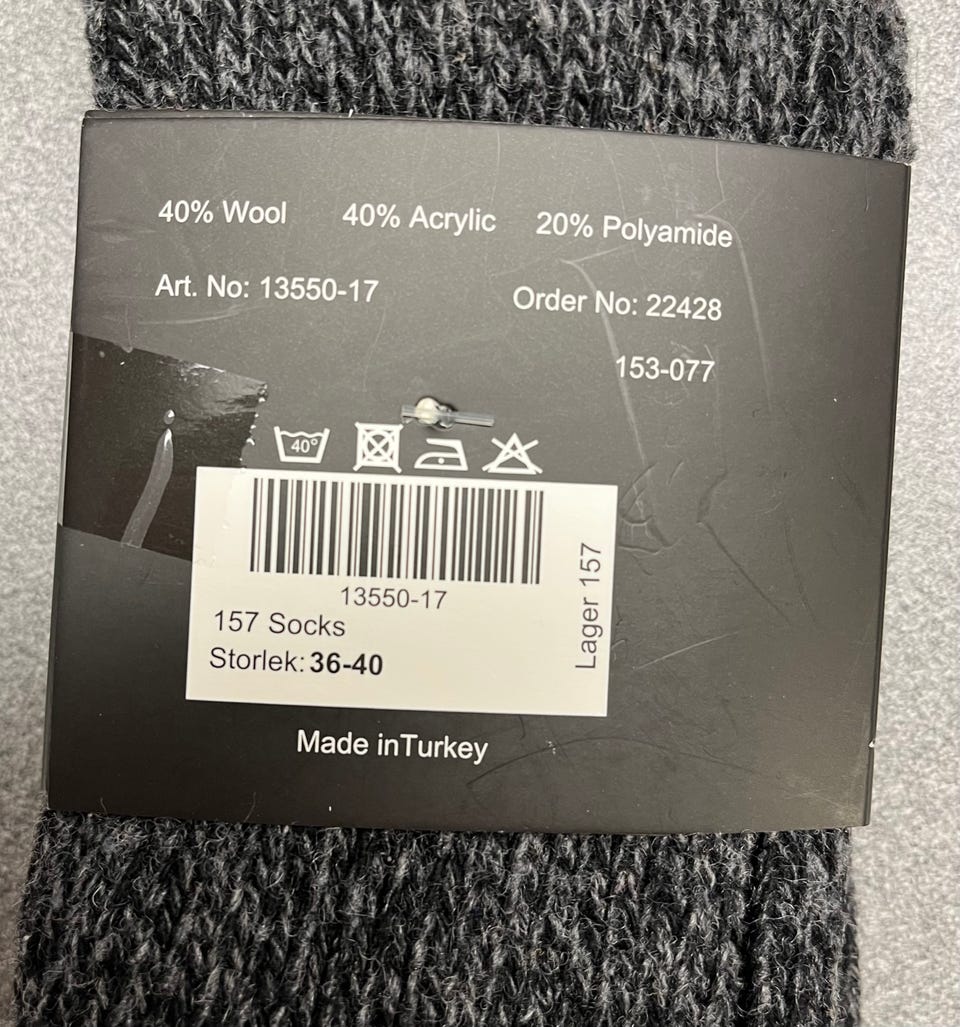 40% Wool 40% Acrylic 20% Polyamide
Art. No: 13550-17 Order No: 22428
153-077
40°
13550-17
157 Socks
Storlek: 36-40
Lager 157
Made inTurkey